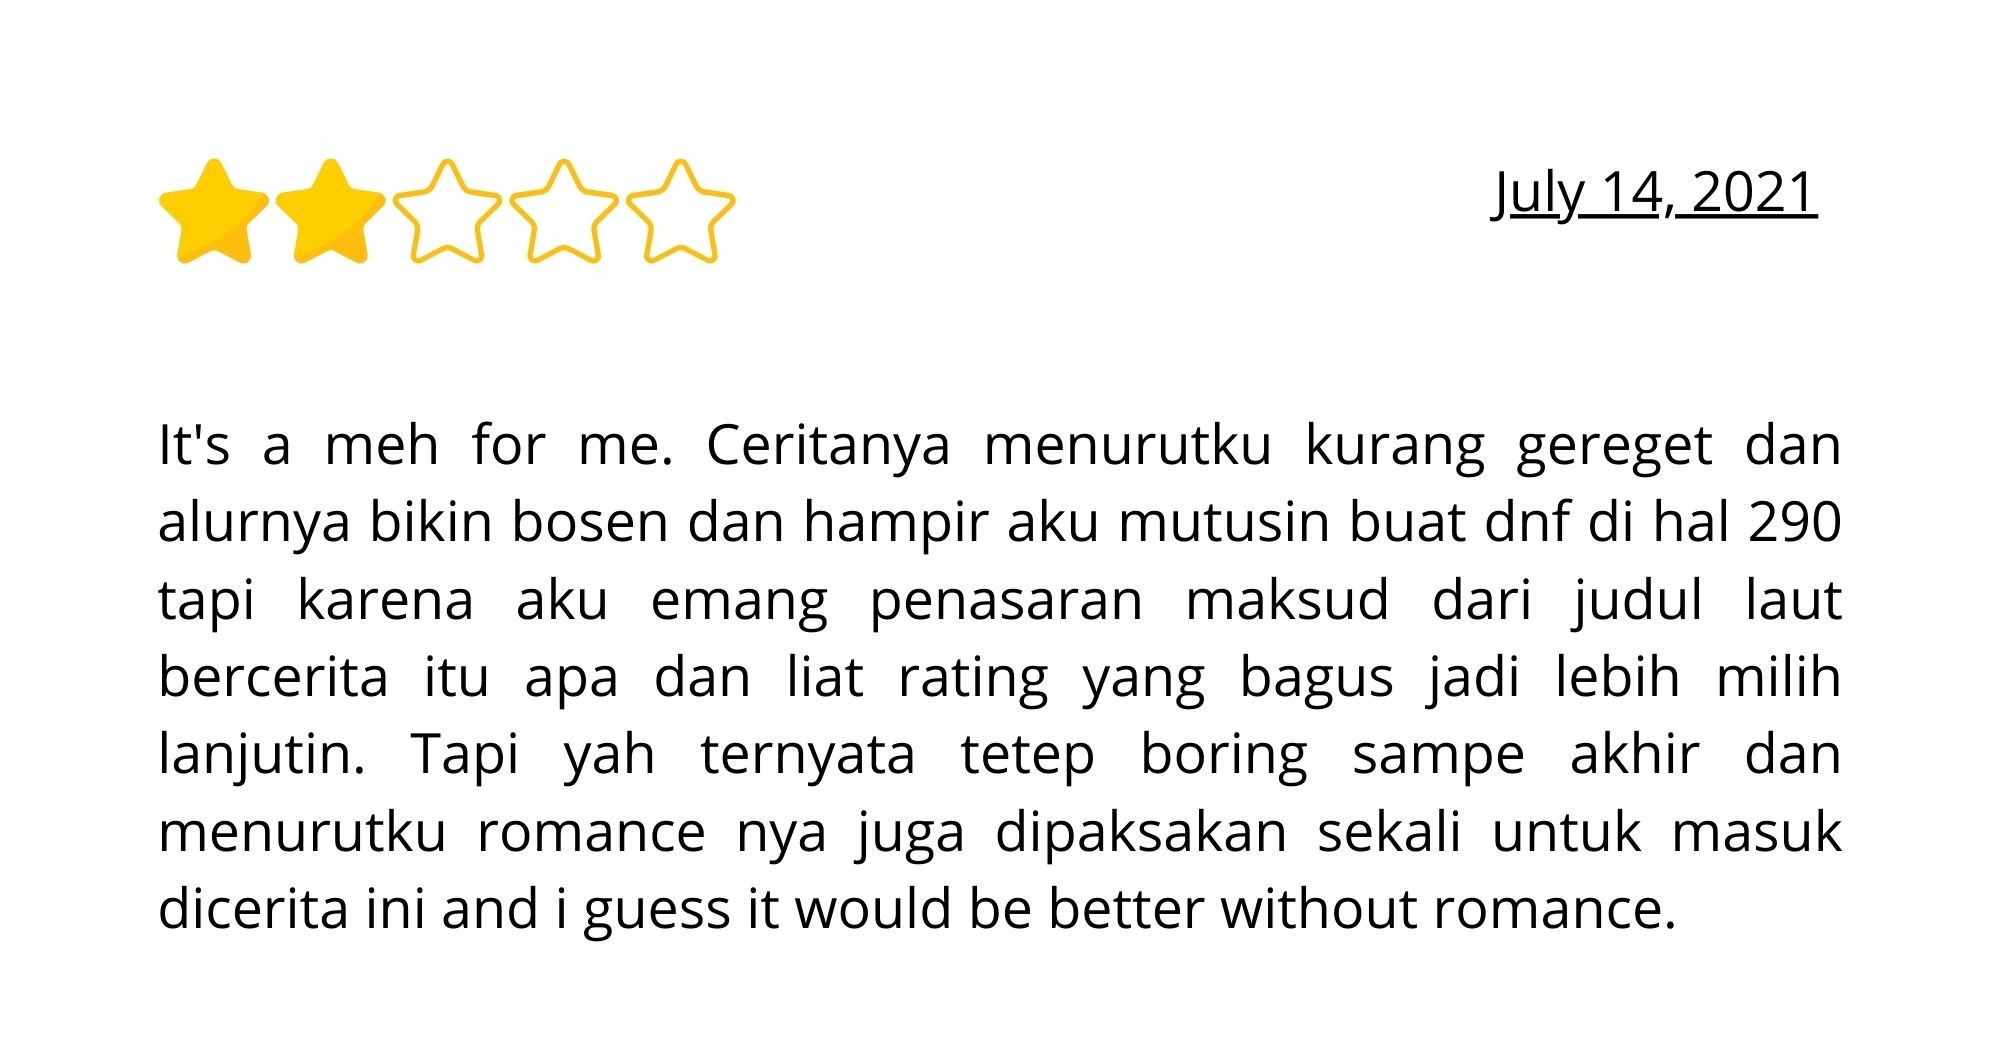 July 14, 2021
It's a meh for me. Ceritanya menurutku kurang gereget dan
alurnya bikin bosen dan hampir aku mutusin buat dnf di hal 290
tapi karena aku emang penasaran maksud dari judul laut
bercerita itu apa dan liat rating yang bagus jadi lebih milih
lanjutin. Tapi yah ternyata tetep boring sampe akhir dan
menurutku romance nya juga dipaksakan sekali untuk masuk
dicerita ini and i guess it would be better without romance.